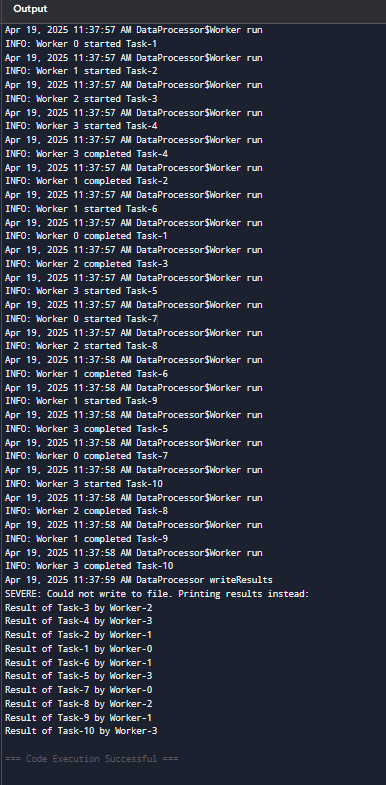 Output
Apr 19, 2025 11:37:57 AM DataProcessor$Worker run
INFO: Worker 0 started Task-1
Apr 19, 2025 11:37:57 AM DataProcessor$Worker run
INFO: Worker 1 started Task-2
Apr 19, 2025 11:37:57 AM DataProcessor$Worker run
INFO: Worker 2 started Task-3
Apr 19, 2025 11:37:57 AM DataProcessor$Worker run
INFO: Worker 3 started Task-4
Apr 19, 2025 11:37:57 AM DataProcessor$Worker run
INFO: Worker 3 completed Task-4
Apr 19, 2025 11:37:57 AM DataProcessor$Worker run
INFO: Worker 1 completed Task-2
Apr 19, 2025 11:37:57 AM DataProcessor$Worker run
INFO: Worker 1 started Task-6
Apr 19, 2025 11:37:57 AM DataProcessor$Worker run
INFO: Worker 0 completed Task-1
Apr 19, 2025 11:37:57 AM DataProcessor$Worker run
INFO: Worker 2 completed Task-3
Apr 19, 2025 11:37:57 AM DataProcessor$Worker run
INFO: Worker 3 started Task-5
Apr 19, 2025 11:37:57 AM DataProcessor$Worker run
INFO: Worker 0 started Task-7
Apr 19, 2025 11:37:57 AM DataProcessor$Worker run
INFO: Worker 2 started Task-8
Apr 19, 2025 11:37:58 AM DataProcessor$Worker run
INFO: Worker 1 completed Task-6
Apr 19, 2025 11:37:58 AM DataProcessor$Worker run
INFO: Worker 1 started Task-9
Apr 19, 2025 11:37:58 AM DataProcessor$Worker run
INFO: Worker 3 completed Task-5
Apr 19, 2025 11:37:58 AM DataProcessor$Worker run
INFO: Worker 0 completed Task-7
Apr 19, 2025 11:37:58 AM DataProcessor$Worker run
INFO: Worker 3 started Task-10
Apr 19, 2025 11:37:58 AM DataProcessor$Worker run
INFO: Worker 2 completed Task-8
Apr 19, 2025 11:37:58 AM DataProcessor$Worker run
INFO: Worker 1 completed Task-9
Apr 19, 2025 11:37:58 AM DataProcessor$Worker run
INFO: Worker 3 completed Task-10
Apr 19, 2025 11:37:59 AM DataProcessor writeResults
SEVERE: Could not write to file. Printing results instead:
Result of Task-3 by Worker-2
Result of Task-4 by Worker-3
Result of Task-2 by Worker-1
Result of Task-1 by Worker-0
Result of Task-6 by Worker-1
Result of Task-5 by Worker-3
Result of Task-7 by Worker-0
Result of Task-8 by Worker-2
Result of Task-9 by Worker-1
Result of Task-10 by Worker-3
=== Code Execution Successful ===